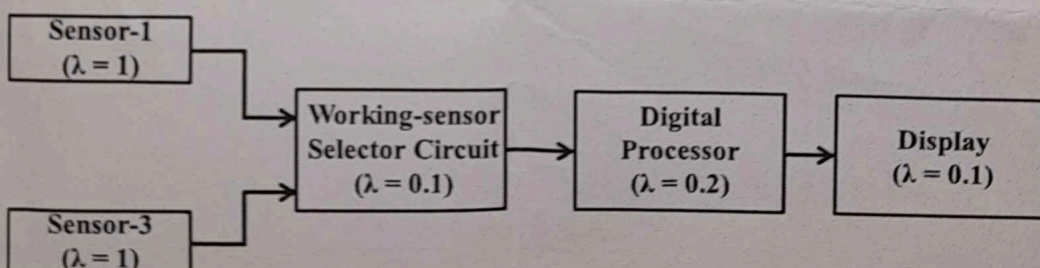 Sensor-1
(λ = 1)
Working-sensor
Selector Circuit
(λ = 0.1)
Digital
Processor
(λ = 0.2)
Display
(λ = 0.1)
Sensor-3
(λ = 1)